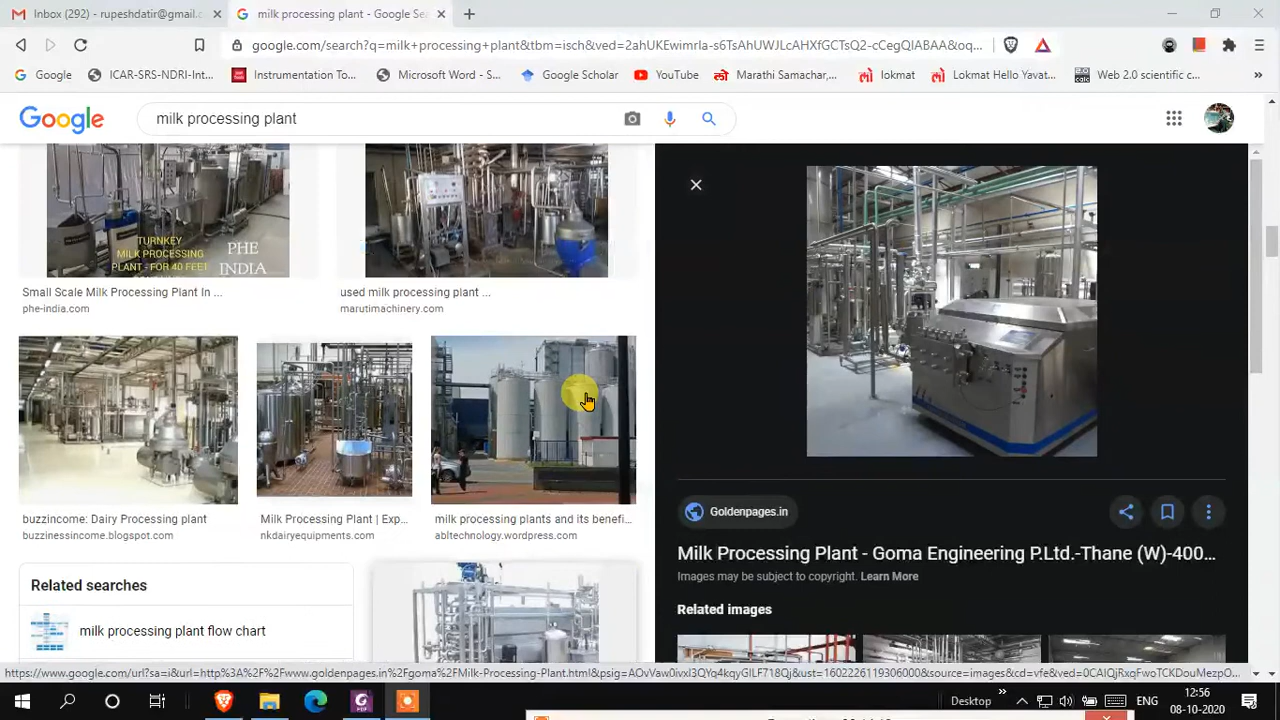 Inbox (292) - rupeshdatir@gmail.c
milk processing plant - Google Se
google.com/search?q=milk+processing+plant&tbm=isch&ved=2ahUKEwimrIa-s6TsAhUWJLcAHXfGCTsQ2-cCegQIABAA&oq...
Google
ICAR-SRS-NDRI-Int...
Instrumentation To...
Microsoft Word - S...
Google Scholar
YouTube
Marathi Samachar,...
lokmat
Lokmat Hello Yavat...
Web 2.0 scientific c...
Google
milk processing plant
TURNKEY
MILK PROCESSING
PLANT - FOR 40 FEET
PHE
INDIA
Small Scale Milk Processing Plant In ...
phe-india.com
used milk processing plant ...
marutimachinery.com
buzzincome: Dairy Processing plant
buzzinessincome.blogspot.com
Milk Processing Plant | Exp...
nkdairyequipments.com
milk processing plants and its benefi...
abltechnology.wordpress.com
Goldenpages.in
Milk Processing Plant - Goma Engineering P.Ltd.-Thane (W)-400...
Images may be subject to copyright. Learn More
Related images
Related searches
milk processing plant flow chart
Desktop
ENG
12:56
08-10-2020